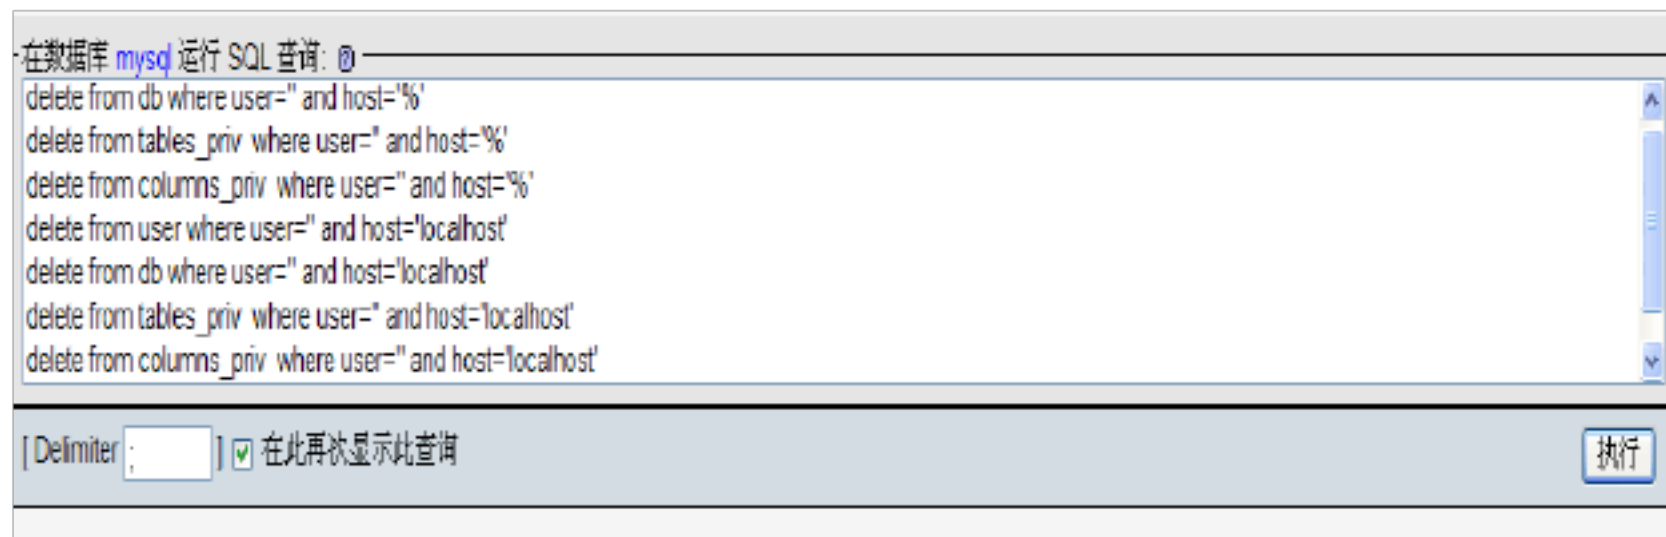 在数据库 mysql 运行 SQL 查询:
delete from db where user='' and host='%'
delete from tables_priv  where user='' and host='%'
delete from columns_priv  where user='' and host='%'
delete from user where user='' and host='localhost'
delete from db where user='' and host='localhost'
delete from tables_priv  where user='' and host='localhost'
delete from columns_priv  where user='' and host='localhost'
[ Delimiter ; ] 在此再次显示此查询 执行